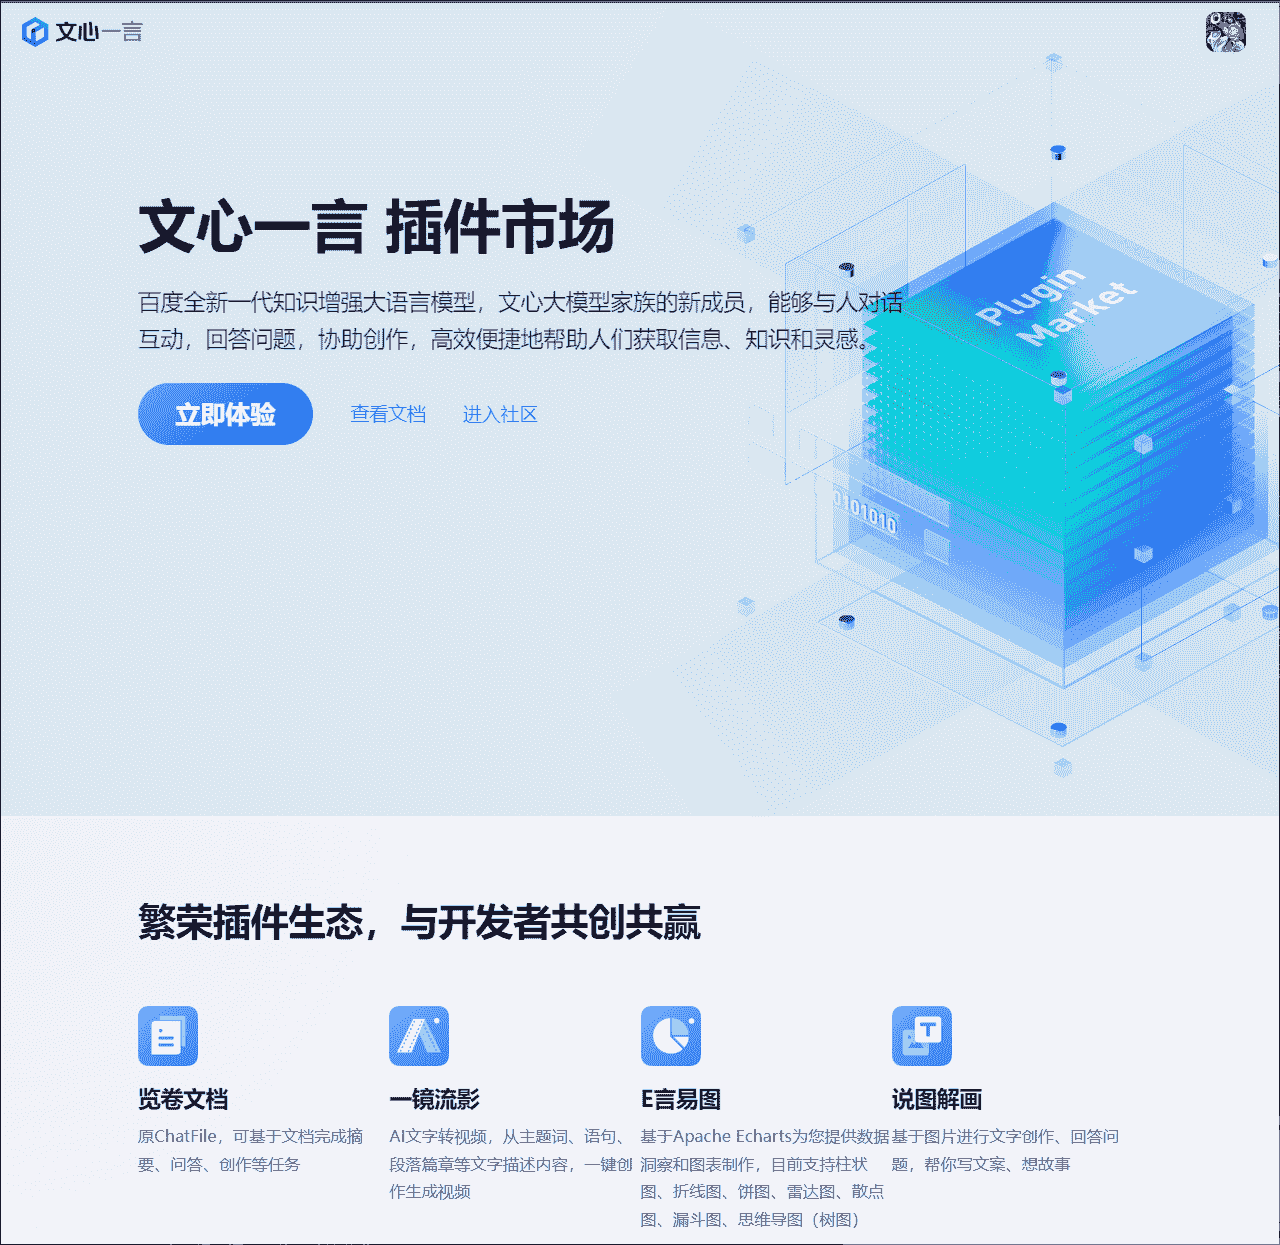 文心一言
文心一言 插件市场
百度全新一代知识增强大语言模型，文心大模型家族的新成员，能够与人对话
互动，回答问题，协助创作，高效便捷地帮助人们获取信息、知识和灵感。
立即体验
查看文档
进入社区
Plugin
Market
0101010
繁荣插件生态，与开发者共创共赢
览卷文档
原ChatFile，可基于文档完成摘
要、问答、创作等任务
一镜流影
AI文字转视频，从主题词、语句、
段落篇章等文字描述内容，一键创
作生成视频
E言易图
基于Apache Echarts为您提供数据
洞察和图表制作，目前支持柱状
图、折线图、饼图、雷达图、散点
图、漏斗图、思维导图（树图）
T
说图解画
基于图片进行文字创作、回答问
题，帮你写文案、想故事